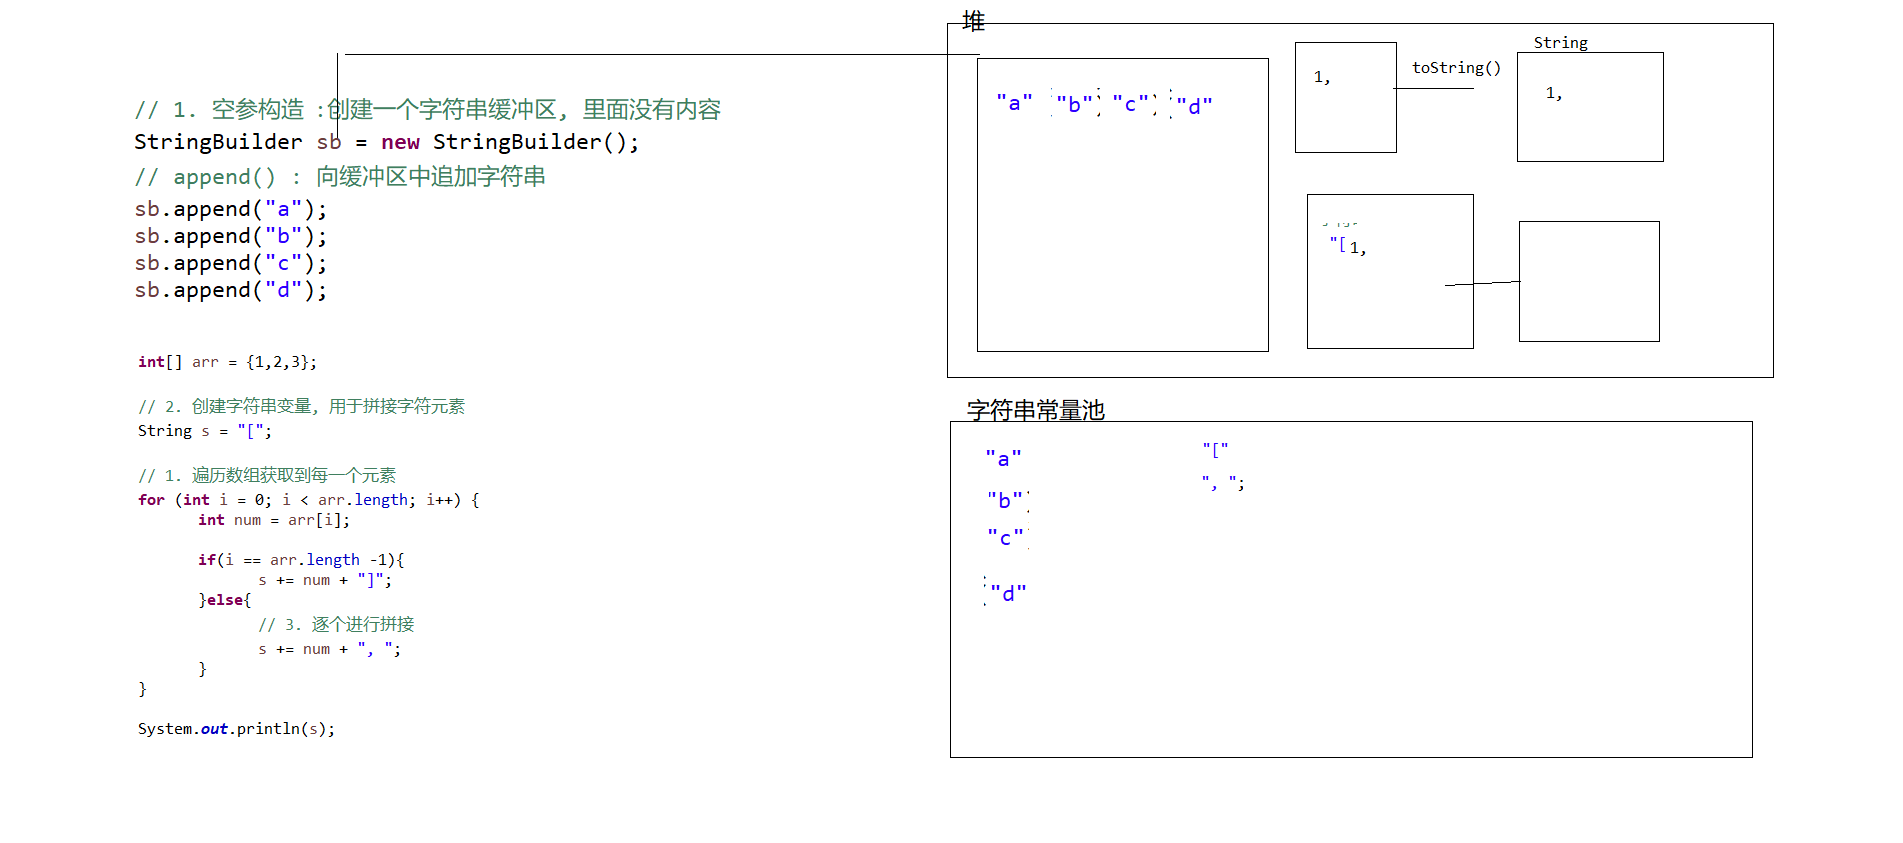 // 1. 空参构造 :创建一个字符串缓冲区, 里面没有内容
StringBuilder sb = new StringBuilder();
// append() : 向缓冲区中追加字符串
sb.append("a");
sb.append("b");
sb.append("c");
sb.append("d");
int[] arr = {1,2,3};
// 2. 创建字符串变量, 用于拼接字符元素
String s = "[";
// 1. 遍历数组获取到每一个元素
for (int i = 0; i < arr.length; i++) {
int num = arr[i];
if(i == arr.length -1){
s += num + "]";
}else{
// 3. 逐个进行拼接
s += num + ", ";
}
}
System.out.println(s);
堆
"a" "b" "c" "d"
1,
toString()
String
1,
"[ 1,
字符串常量池
"a"
"b"
"c"
"d"
"["
", ";